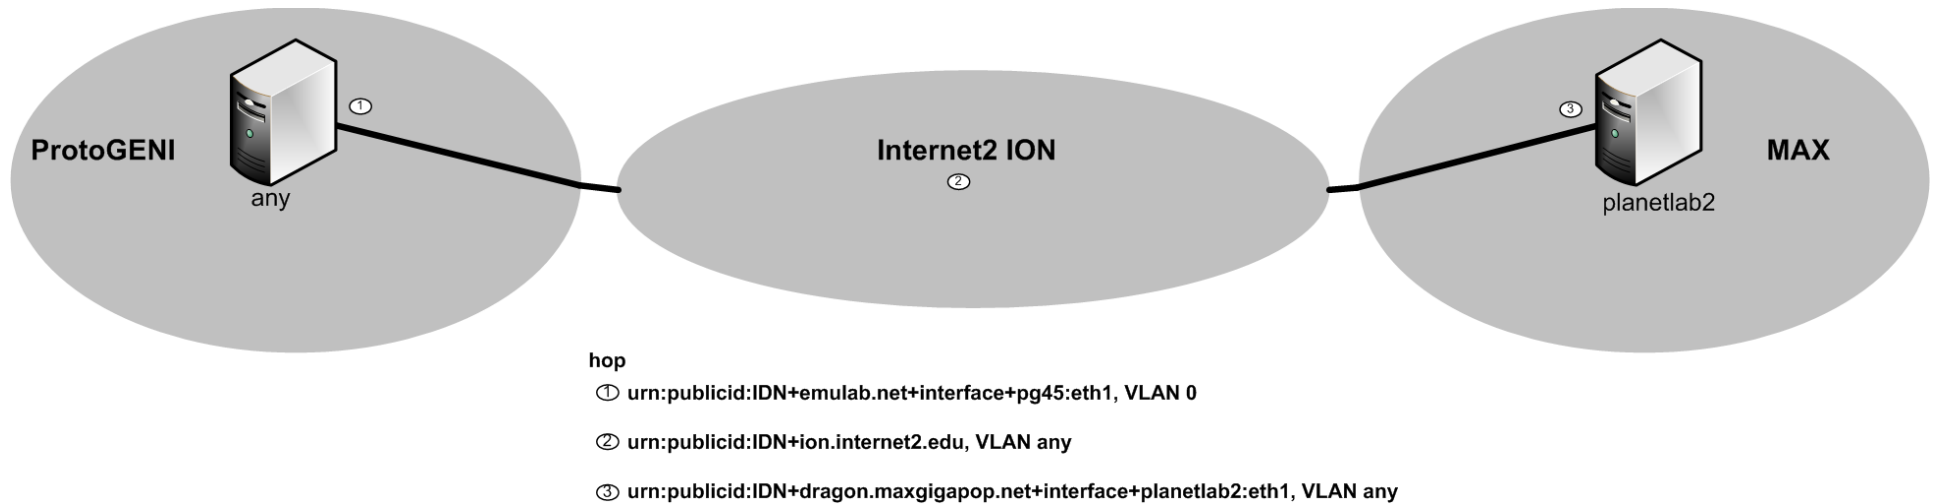 1
3
ProtoGENI
Internet2 ION
MAX
2
any
planetlab2
hop
1 urn:publicid:IDN+emulab.net+interface+pg45:eth1, VLAN 0
2 urn:publicid:IDN+ion.internet2.edu, VLAN any
3 urn:publicid:IDN+dragon.maxgigapop.net+interface+planetlab2:eth1, VLAN any